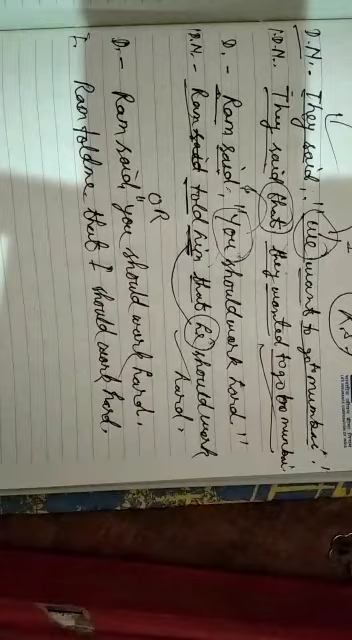 D.N:- They said, "We want to go to mumbai."
I.D.N:- They said that they wanted to go to mumbai
D. - Ram said, "You should work hard"
ID.N.- Ram said told him that he should work
hard.
OR
D. - Ram said, "you should work hard.
I. Ram told me that I should work hard.